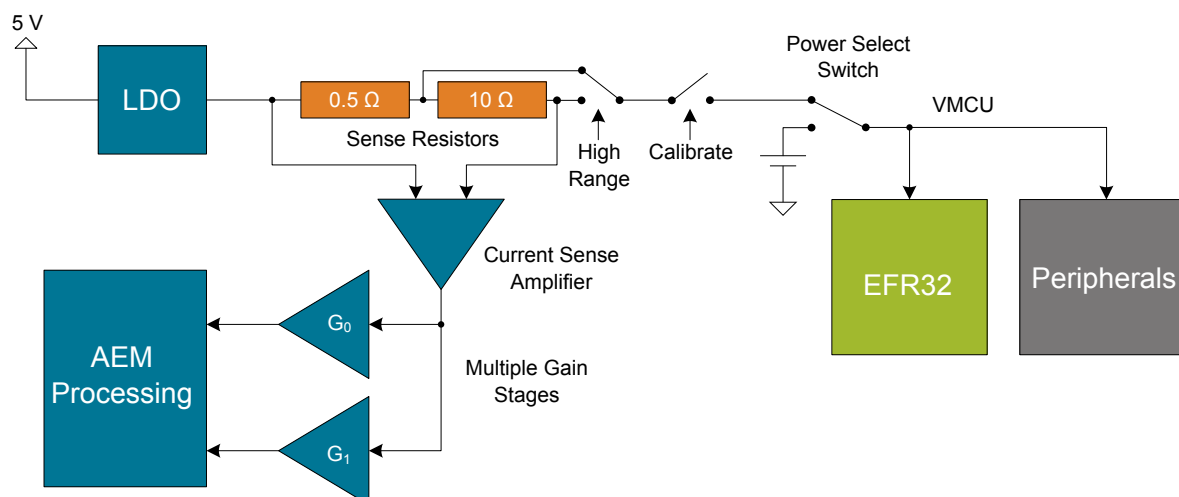 5 V
LDO
0.5 Ω
10 Ω
Sense Resistors
High
Range
Calibrate
Power Select
Switch
VMCU
Current Sense
Amplifier
EFR32
Peripherals
AEM
Processing
G0
Multiple Gain
Stages
G1